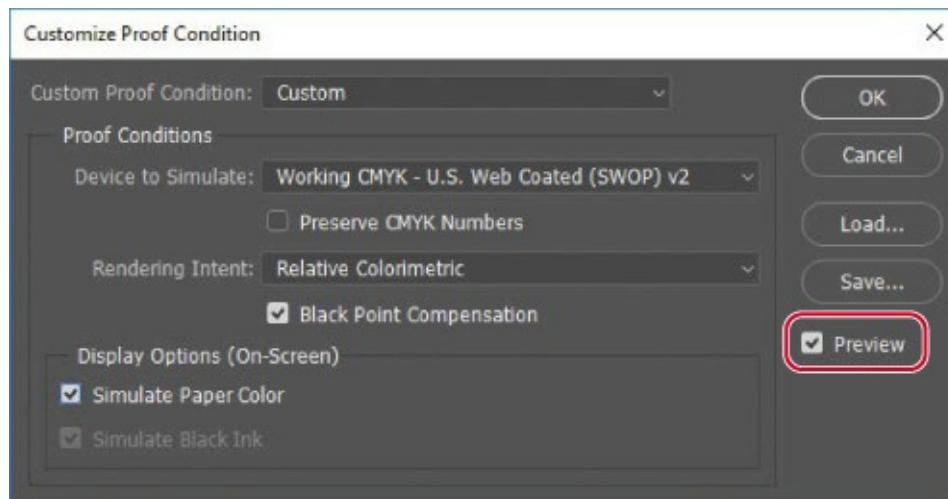 Customize Proof Condition
Custom Proof Condition: Custom
OK
Proof Conditions
Cancel
Device to Simulate: Working CMYK - U.S. Web Coated (SWOP) v2
Preserve CMYK Numbers
Load...
Rendering Intent: Relative Colorimetric
Save...
Black Point Compensation
Preview
Display Options (On-Screen)
Simulate Paper Color
Simulate Black Ink